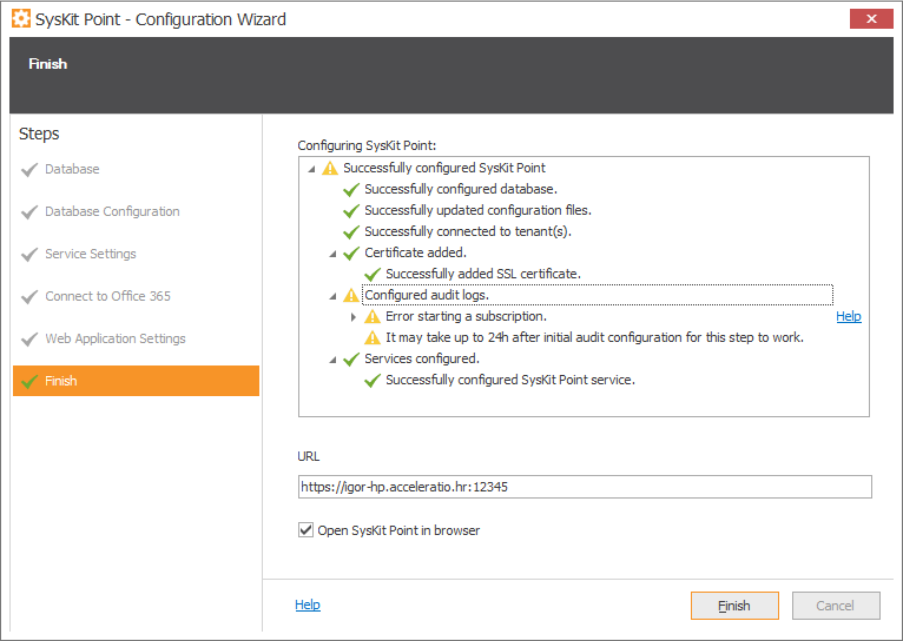 SysKit Point - Configuration Wizard
Finish
Steps
Database
Database Configuration
Service Settings
Connect to Office 365
Web Application Settings
Finish
Configuring SysKit Point:
Successfully configured SysKit Point
Successfully configured database.
Successfully updated configuration files.
Successfully connected to tenant(s).
Certificate added.
Successfully added SSL certificate.
Configured audit logs.
Error starting a subscription. Help
It may take up to 24h after initial audit configuration for this step to work.
Services configured.
Successfully configured SysKit Point service.
URL
https://igor-hp.acceleratio.hr:12345
Open SysKit Point in browser
Help Finish Cancel